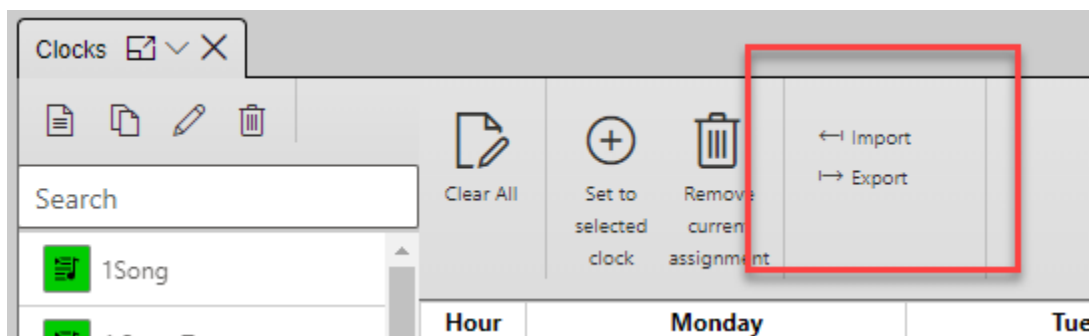 Clocks
Search
1Song
Clear All
Set to
selected
clock
Remove
current
assignment
Import
Export
Hour Monday